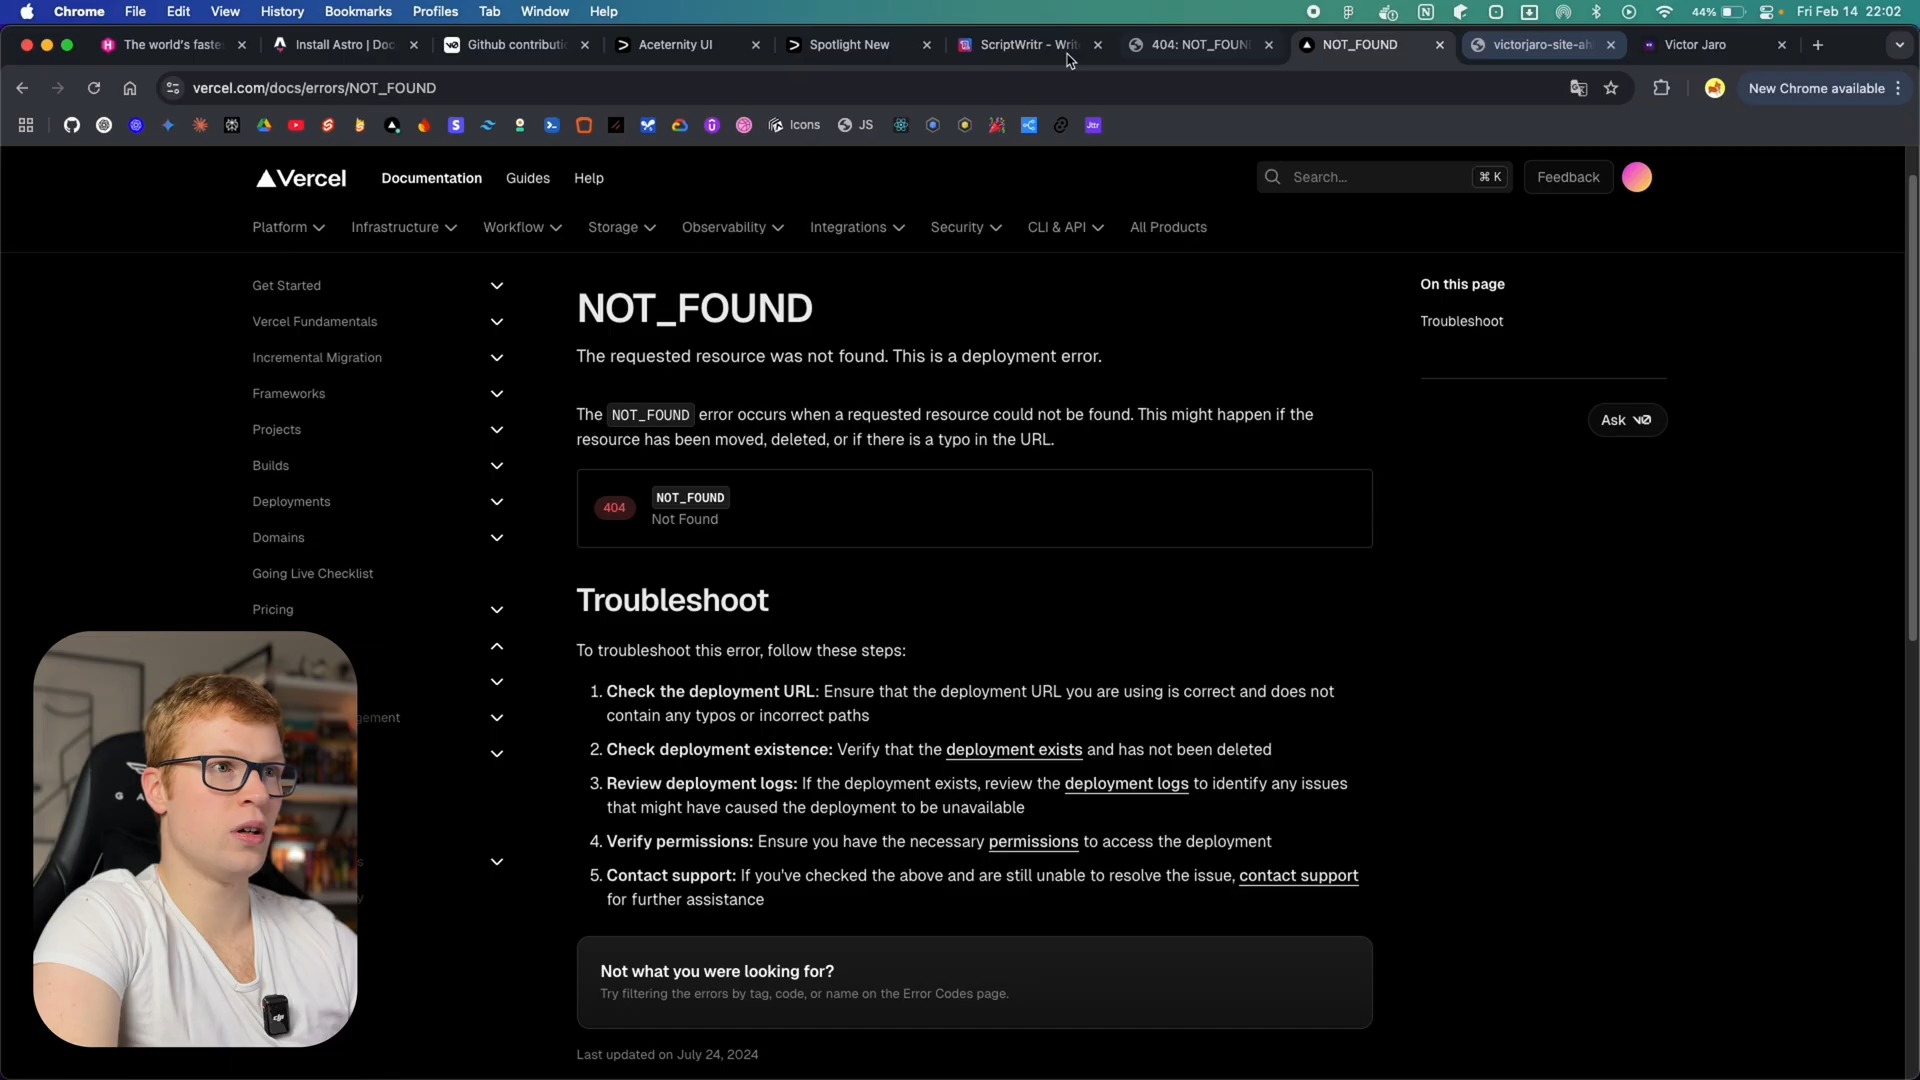 Chrome File Edit View History Bookmarks Profiles Tab Window Help
44% Fri Feb 14 22:02
The world's faste
Install Astro | Doc
Github contributi
Aceternity UI
Spotlight New
ScriptWritr - Writ
404: NOT_FOUN
NOT_FOUND
victorjaro-site-ah
Victor Jaro
vercel.com/docs/errors/NOT_FOUND
New Chrome available
Icons
JS
Vercel
Documentation
Guides
Help
Search...
⌘ K
Feedback
Platform
Infrastructure
Workflow
Storage
Observability
Integrations
Security
CLI & API
All Products
Get Started
Vercel Fundamentals
Incremental Migration
Frameworks
Projects
Builds
Deployments
Domains
Going Live Checklist
Pricing
gement
NOT_FOUND
The requested resource was not found. This is a deployment error.
The NOT_FOUND error occurs when a requested resource could not be found. This might happen if the
resource has been moved, deleted, or if there is a typo in the URL.
404
NOT_FOUND
Not Found
Troubleshoot
To troubleshoot this error, follow these steps:
1. Check the deployment URL: Ensure that the deployment URL you are using is correct and does not
contain any typos or incorrect paths
2. Check deployment existence: Verify that the deployment exists and has not been deleted
3. Review deployment logs: If the deployment exists, review the deployment logs to identify any issues
that might have caused the deployment to be unavailable
4. Verify permissions: Ensure you have the necessary permissions to access the deployment
5. Contact support: If you've checked the above and are still unable to resolve the issue, contact support
for further assistance
Not what you were looking for?
Try filtering the errors by tag, code, or name on the Error Codes page.
Last updated on July 24, 2024
On this page
Troubleshoot
Ask v0